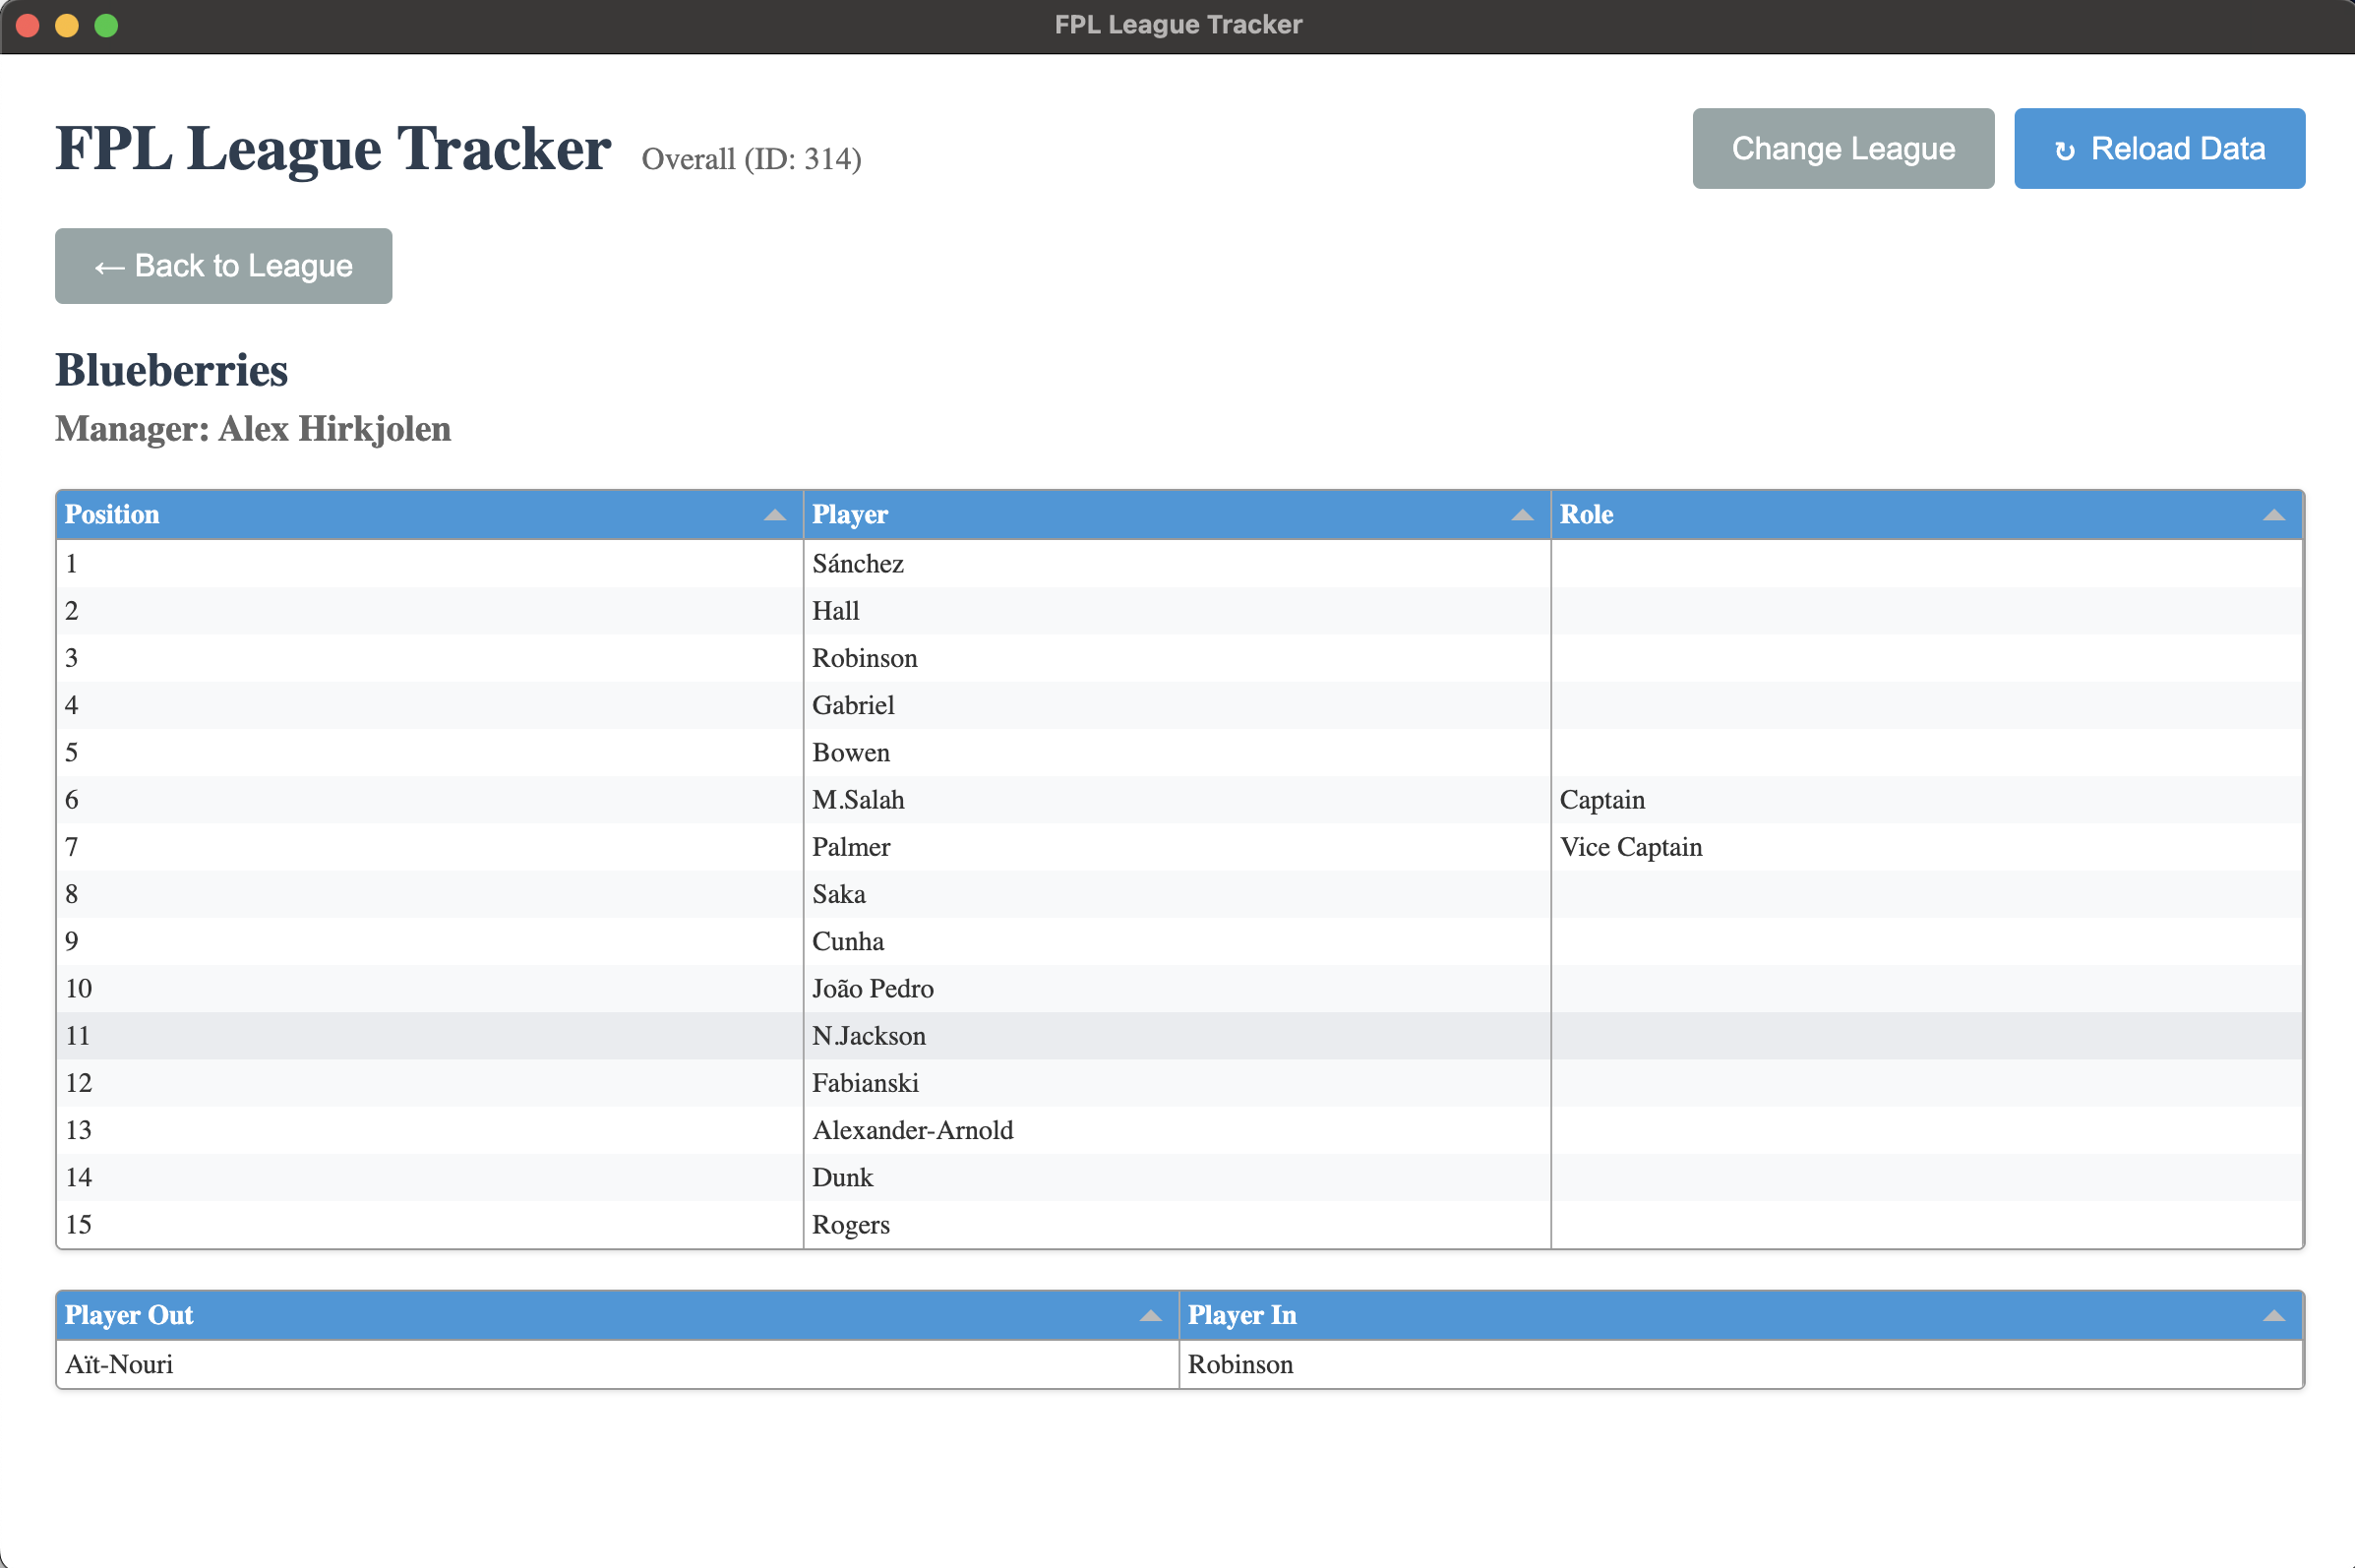 FPL League Tracker
FPL League Tracker Overall (ID: 314) Change League ↻ Reload Data
← Back to League
Blueberries
Manager: Alex Hirkjolen
Position Player Role
1 Sánchez
2 Hall
3 Robinson
4 Gabriel
5 Bowen
6 M.Salah Captain
7 Palmer Vice Captain
8 Saka
9 Cunha
10 João Pedro
11 N.Jackson
12 Fabianski
13 Alexander-Arnold
14 Dunk
15 Rogers
Player Out Player In
Aït-Nouri Robinson